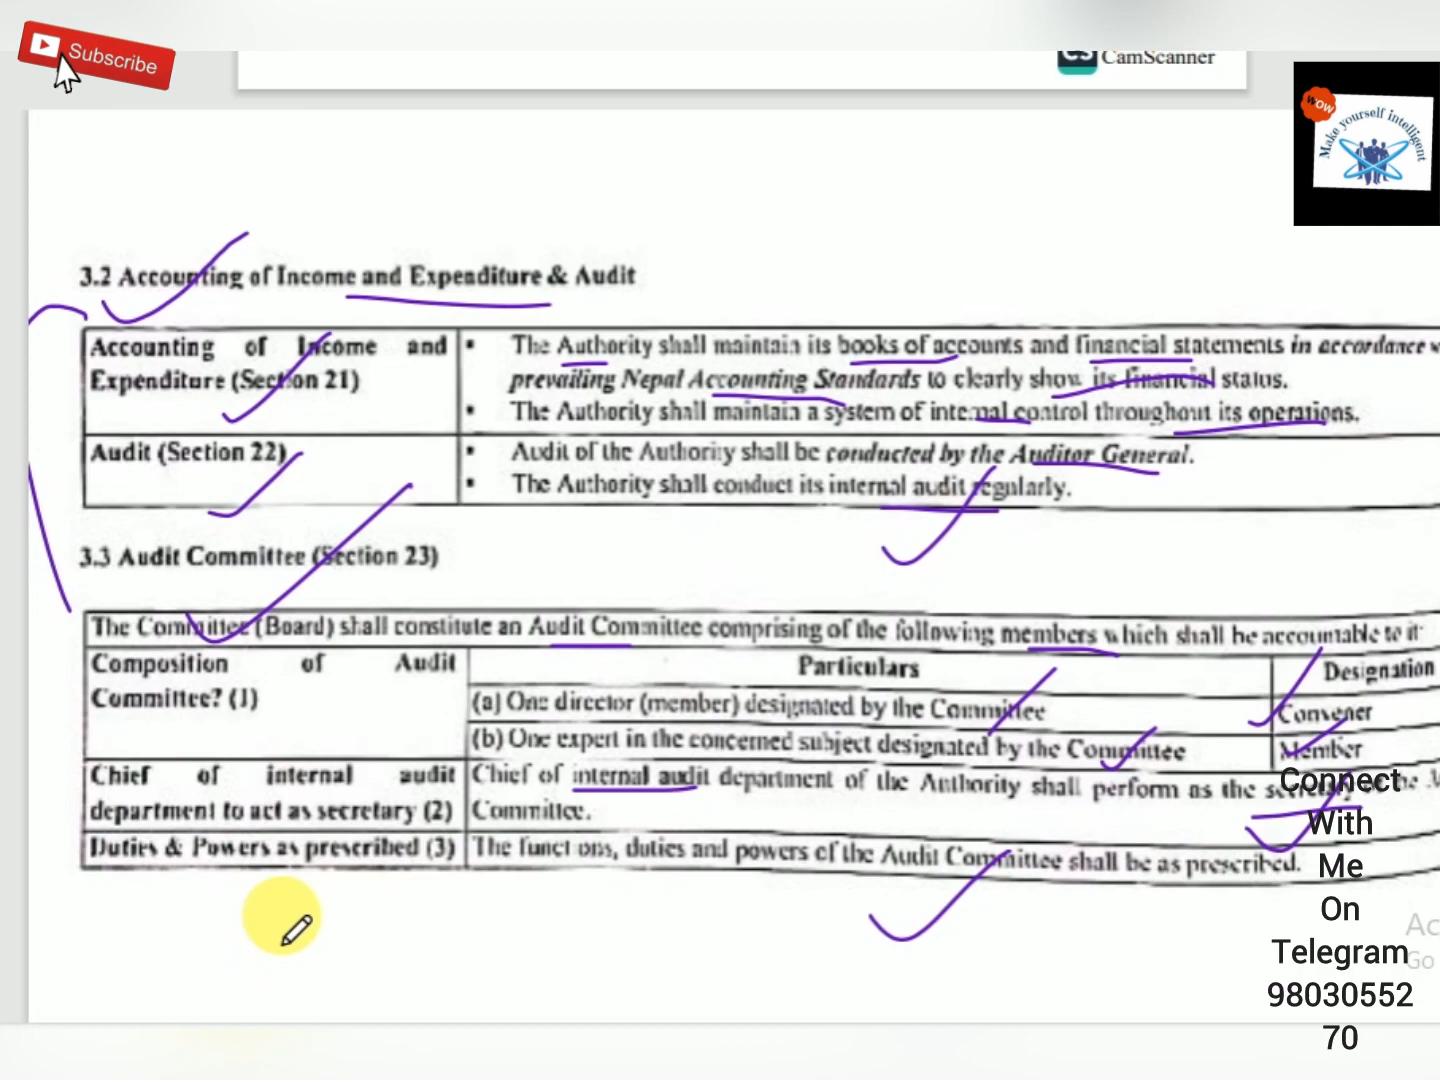 Subscribe
CS CamScanner
WOW
Make yourself intelligent
3.2 Accounting of Income and Expenditure & Audit
Accounting of Income and
Expenditure (Section 21)
▪ The Authority shall maintain its books of accounts and financial statements in accordance
prevailing Nepal Accounting Standards to clearly show its financial status.
▪ The Authority shall maintain a system of internal control throughout its operations.
Audit (Section 22)
▪ Audit of the Authority shall be conducted by the Auditor General.
▪ The Authority shall conduct its internal audit regularly.
3.3 Audit Committee (Section 23)
The Committee (Board) shall constitute an Audit Committee comprising of the following members which shall be accountable to it
Composition of Audit
Committee? (1)
Particulars Designation
(a) One director (member) designated by the Committee Convener
(b) One expert in the concerned subject designated by the Committee Member
Chief of internal audit
department to act as secretary (2)
Chief of internal audit department of the Authority shall perform as the
Committee.
Duties & Powers as prescribed (3) The functions, duties and powers of the Audit Committee shall be as prescribed.
Connect
With
Me
On
Telegram
98030552
70
Ac
Go